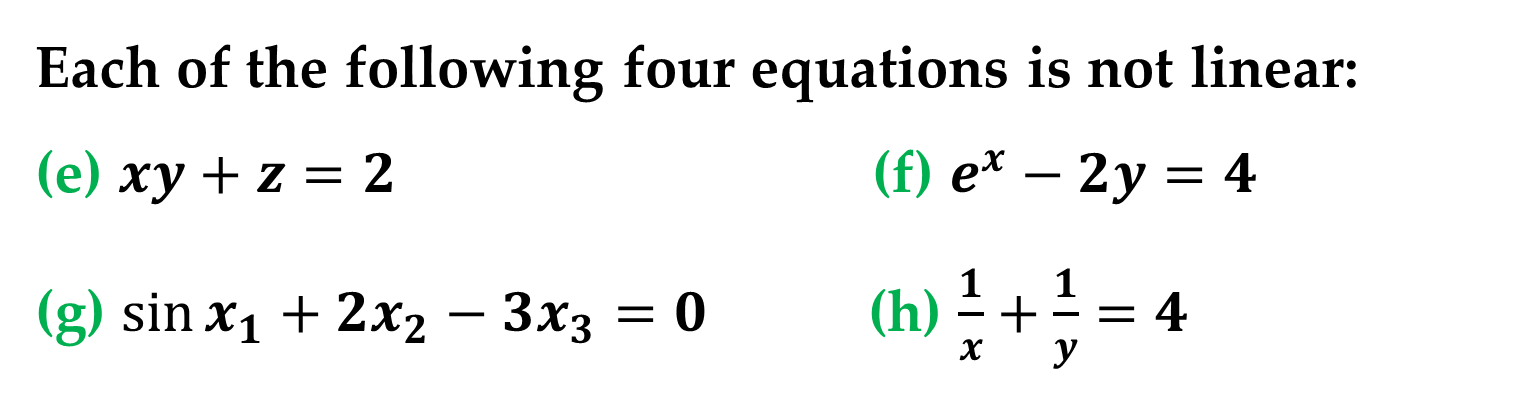 Each of the following four equations is not linear:
(e) xy + z = 2 (f) eˣ − 2y = 4
(g) sin x₁ + 2x₂ − 3x₃ = 0 (h) 1/x + 1/y = 4